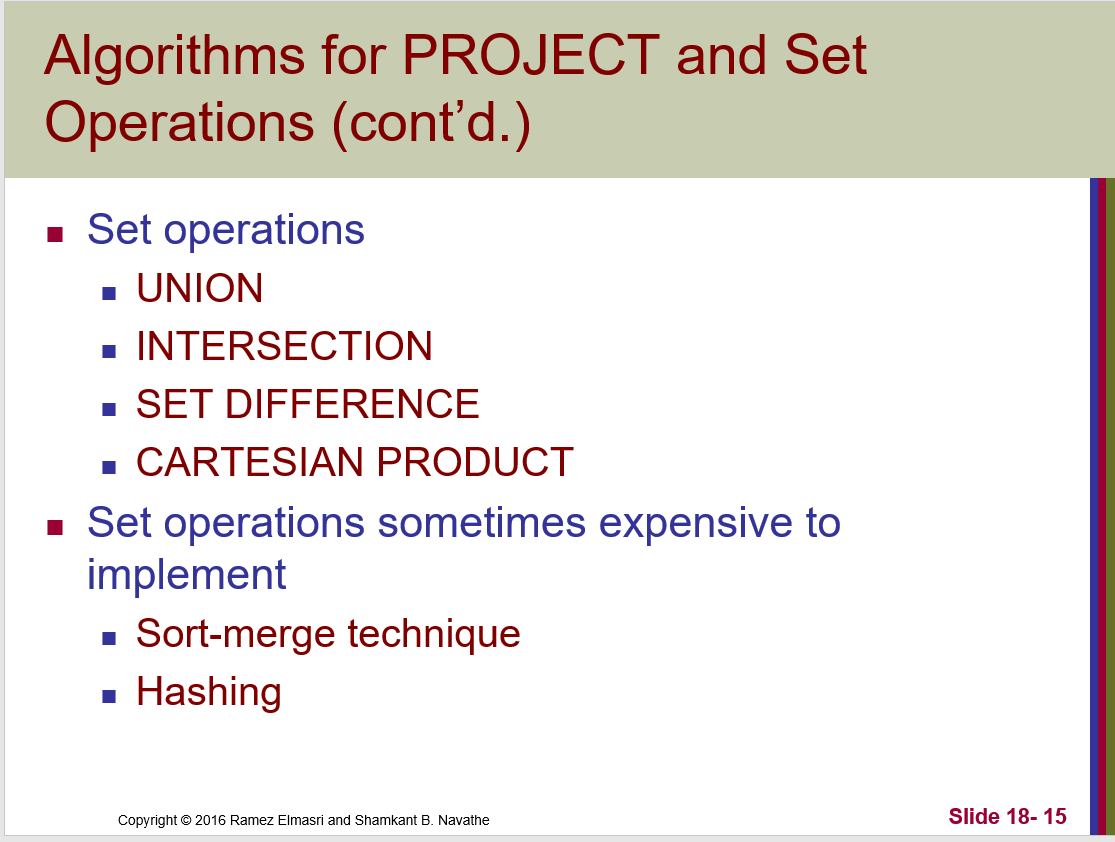 Algorithms for PROJECT and Set
Operations (cont’d.)
Set operations
UNION
INTERSECTION
SET DIFFERENCE
CARTESIAN PRODUCT
Set operations sometimes expensive to
implement
Sort-merge technique
Hashing
Copyright © 2016 Ramez Elmasri and Shamkant B. Navathe
Slide 18- 15